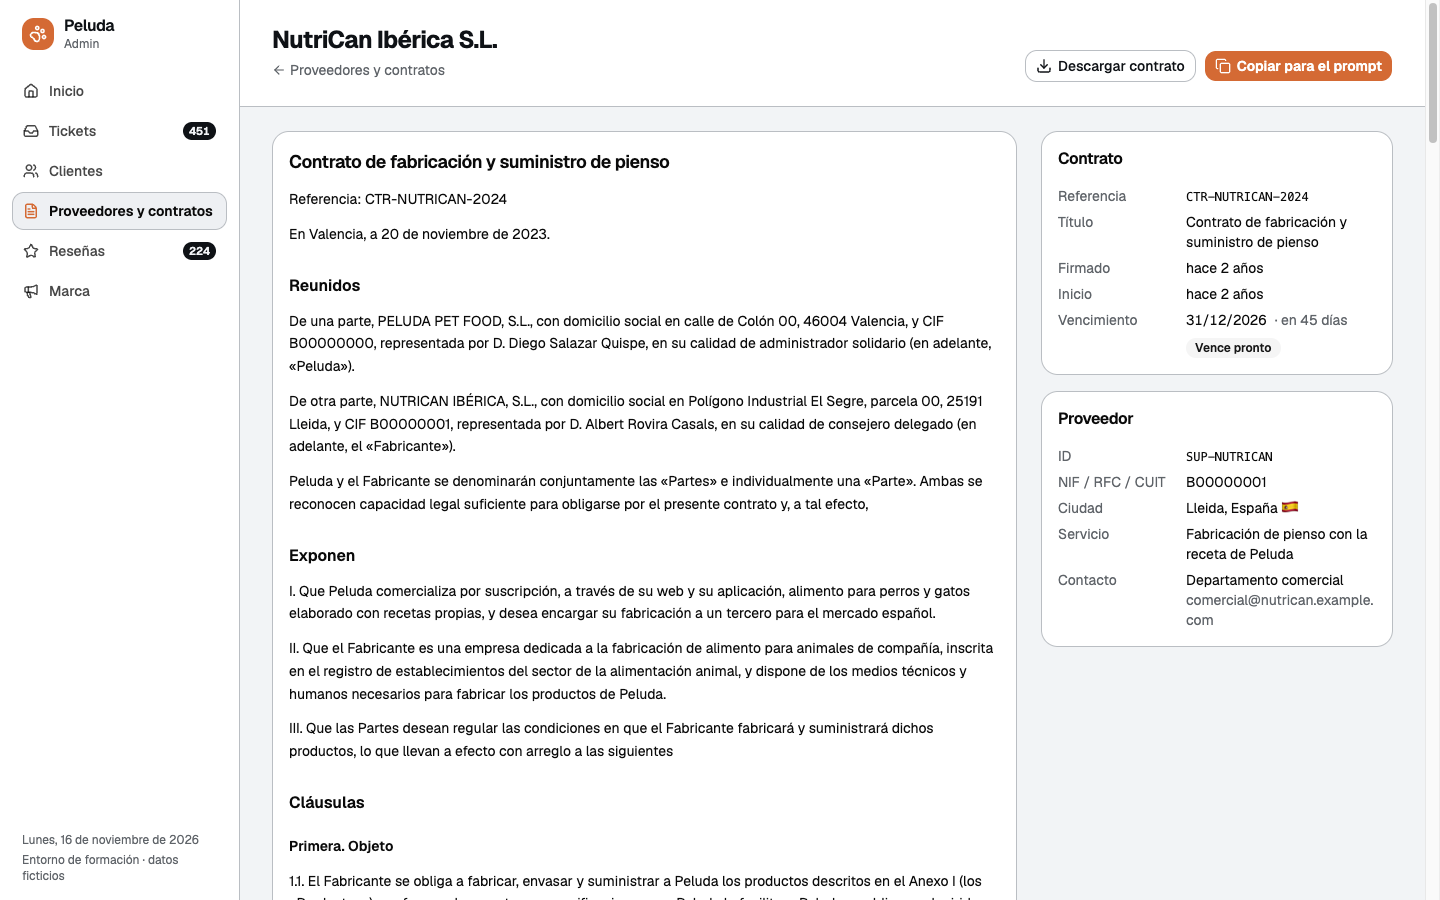 Peluda
Admin
Inicio
Tickets 451
Clientes
Proveedores y contratos
Reseñas 224
Marca
Lunes, 16 de noviembre de 2026
Entorno de formación · datos
ficticios
NutriCan Ibérica S.L.
← Proveedores y contratos
Descargar contrato
Copiar para el prompt
Contrato de fabricación y suministro de pienso
Referencia: CTR-NUTRICAN-2024
En Valencia, a 20 de noviembre de 2023.
Reunidos
De una parte, PELUDA PET FOOD, S.L., con domicilio social en calle de Colón 00, 46004 Valencia, y CIF
B00000000, representada por D. Diego Salazar Quispe, en su calidad de administrador solidario (en adelante,
«Peluda»).
De otra parte, NUTRICAN IBÉRICA, S.L., con domicilio social en Polígono Industrial El Segre, parcela 00, 25191
Lleida, y CIF B00000001, representada por D. Albert Rovira Casals, en su calidad de consejero delegado (en
adelante, el «Fabricante»).
Peluda y el Fabricante se denominarán conjuntamente las «Partes» e individualmente una «Parte». Ambas se
reconocen capacidad legal suficiente para obligarse por el presente contrato y, a tal efecto,
Exponen
I. Que Peluda comercializa por suscripción, a través de su web y su aplicación, alimento para perros y gatos
elaborado con recetas propias, y desea encargar su fabricación a un tercero para el mercado español.
II. Que el Fabricante es una empresa dedicada a la fabricación de alimento para animales de compañía, inscrita
en el registro de establecimientos del sector de la alimentación animal, y dispone de los medios técnicos y
humanos necesarios para fabricar los productos de Peluda.
III. Que las Partes desean regular las condiciones en que el Fabricante fabricará y suministrará dichos
productos, lo que llevan a efecto con arreglo a las siguientes
Cláusulas
Primera. Objeto
1.1. El Fabricante se obliga a fabricar, envasar y suministrar a Peluda los productos descritos en el Anexo I (los
Contrato
Referencia CTR-NUTRICAN-2024
Título Contrato de fabricación y
suministro de pienso
Firmado hace 2 años
Inicio hace 2 años
Vencimiento 31/12/2026 · en 45 días
Vence pronto
Proveedor
ID SUP-NUTRICAN
NIF / RFC / CUIT B00000001
Ciudad Lleida, España
Servicio Fabricación de pienso con la
receta de Peluda
Contacto Departamento comercial
comercial@nutrican.example.
com